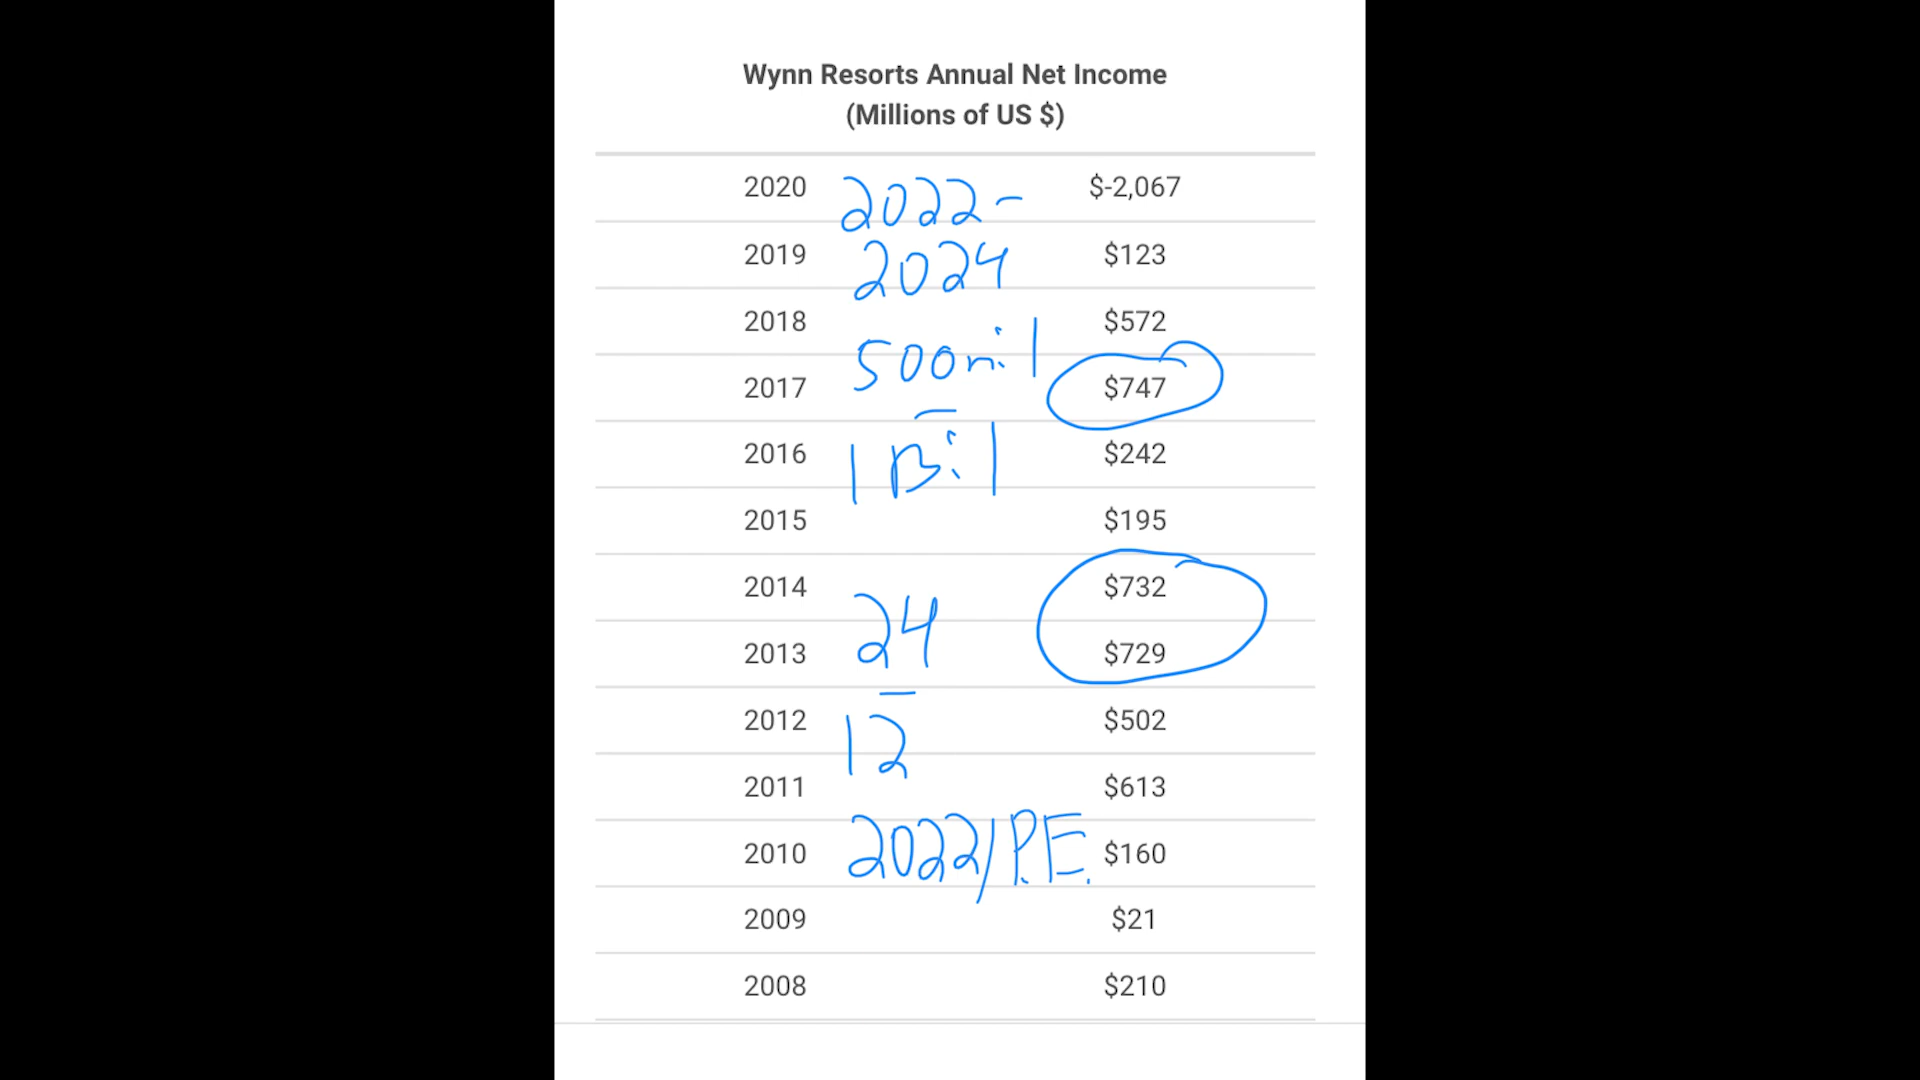 Wynn Resorts Annual Net Income
(Millions of US $)
2020 2022- $-2,067
2019 2024 $123
2018 $572
500mil
2017 $747
2016 1 Bil $242
2015 $195
2014 $732
24
2013 $729
2012 12 $502
2011 $613
2010 2022/P.E. $160
2009 $21
2008 $210